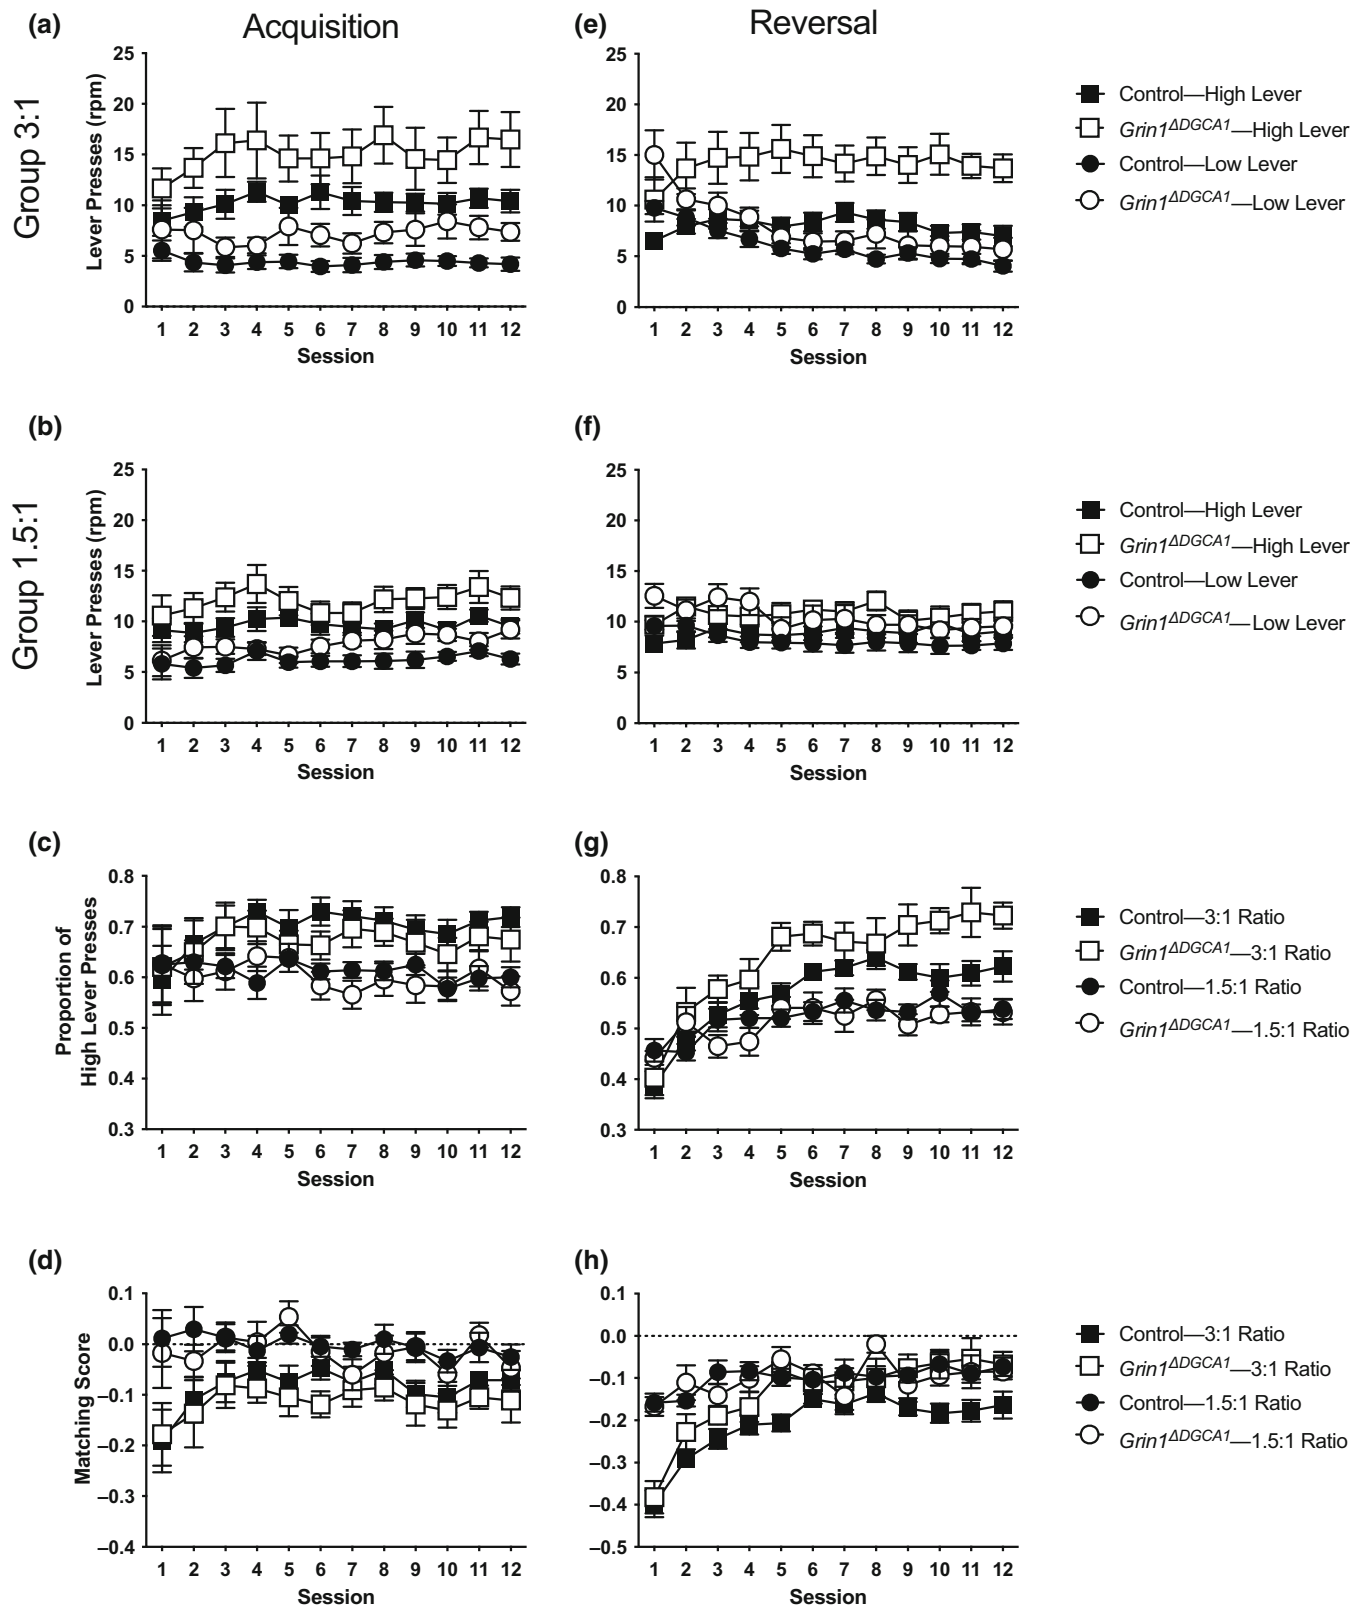 (a)
Acquisition
(e)
Reversal
Group 3:1
Lever Presses (rpm)
25
20
15
10
5
0
1 2 3 4 5 6 7 8 9 10 11 12
Session
25
20
15
10
5
0
1 2 3 4 5 6 7 8 9 10 11 12
Session
Control—High Lever
Grin1ΔDGCA1—High Lever
Control—Low Lever
Grin1ΔDGCA1—Low Lever
(b)
(f)
Group 1.5:1
Lever Presses (rpm)
25
20
15
10
5
0
1 2 3 4 5 6 7 8 9 10 11 12
Session
25
20
15
10
5
0
1 2 3 4 5 6 7 8 9 10 11 12
Session
Control—High Lever
Grin1ΔDGCA1—High Lever
Control—Low Lever
Grin1ΔDGCA1—Low Lever
(c)
(g)
Proportion of
High Lever Presses
0.8
0.7
0.6
0.5
0.4
0.3
1 2 3 4 5 6 7 8 9 10 11 12
Session
0.8
0.7
0.6
0.5
0.4
0.3
1 2 3 4 5 6 7 8 9 10 11 12
Session
Control—3:1 Ratio
Grin1ΔDGCA1—3:1 Ratio
Control—1.5:1 Ratio
Grin1ΔDGCA1—1.5:1 Ratio
(d)
(h)
Matching Score
0.1
0.0
–0.1
–0.2
–0.3
–0.4
1 2 3 4 5 6 7 8 9 10 11 12
Session
0.1
0.0
–0.1
–0.2
–0.3
–0.4
–0.5
1 2 3 4 5 6 7 8 9 10 11 12
Session
Control—3:1 Ratio
Grin1ΔDGCA1—3:1 Ratio
Control—1.5:1 Ratio
Grin1ΔDGCA1—1.5:1 Ratio